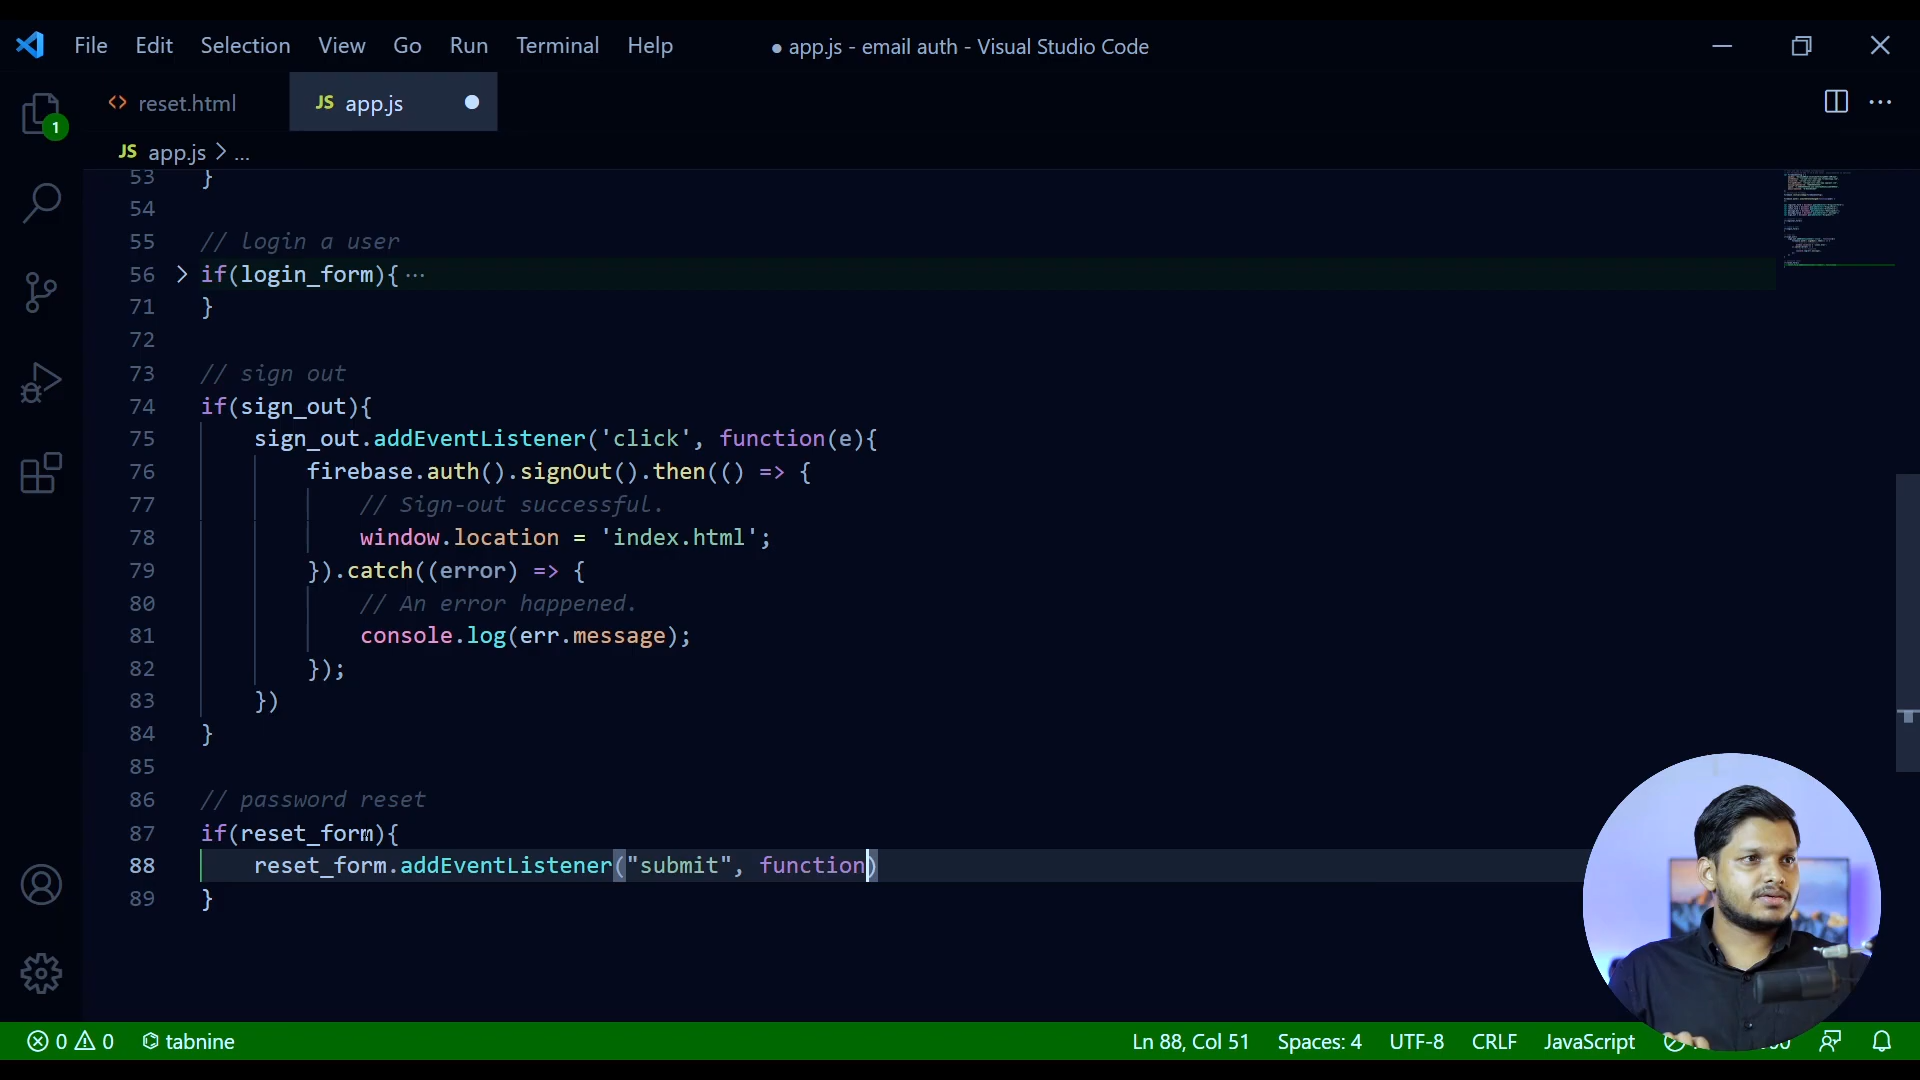 File Edit Selection View Go Run Terminal Help
● app.js - email auth - Visual Studio Code
<> reset.html
JS app.js
1
JS app.js > ...
53 }
54
55 // login a user
56 > if(login_form){ ···
71 }
72
73 // sign out
74 if(sign_out){
75 sign_out.addEventListener('click', function(e){
76 firebase.auth().signOut().then(() => {
77 // Sign-out successful.
78 window.location = 'index.html';
79 }).catch((error) => {
80 // An error happened.
81 console.log(err.message);
82 });
83 })
84 }
85
86 // password reset
87 if(reset_form){
88 reset_form.addEventListener("submit", function)
89 }
0 0 tabnine
Ln 88, Col 51 Spaces: 4 UTF-8 CRLF JavaScript